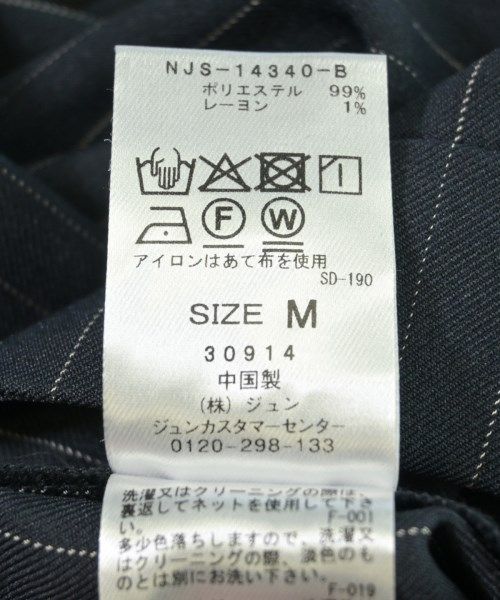 NJS-14340-B
ポリエステル 99%
レーヨン 1%
F W
アイロンはあて布を使用
SD-190
SIZE M
30914
中国製
(株) ジュン
ジュンカスタマーセンター
0120-298-133
洗濯又はクリーニングの際は、
裏返してネットを使用して下さ
い。 F-001
多少色落ちしますので、洗濯又
はクリーニングの際、淡色のも
のとは別にお洗い下さい。
F-019